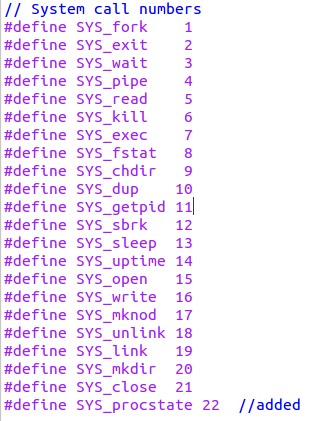 // System call numbers
#define SYS_fork    1
#define SYS_exit    2
#define SYS_wait    3
#define SYS_pipe    4
#define SYS_read    5
#define SYS_kill    6
#define SYS_exec    7
#define SYS_fstat   8
#define SYS_chdir   9
#define SYS_dup    10
#define SYS_getpid 11
#define SYS_sbrk   12
#define SYS_sleep  13
#define SYS_uptime 14
#define SYS_open   15
#define SYS_write  16
#define SYS_mknod  17
#define SYS_unlink 18
#define SYS_link   19
#define SYS_mkdir  20
#define SYS_close  21
#define SYS_procstate 22  //added